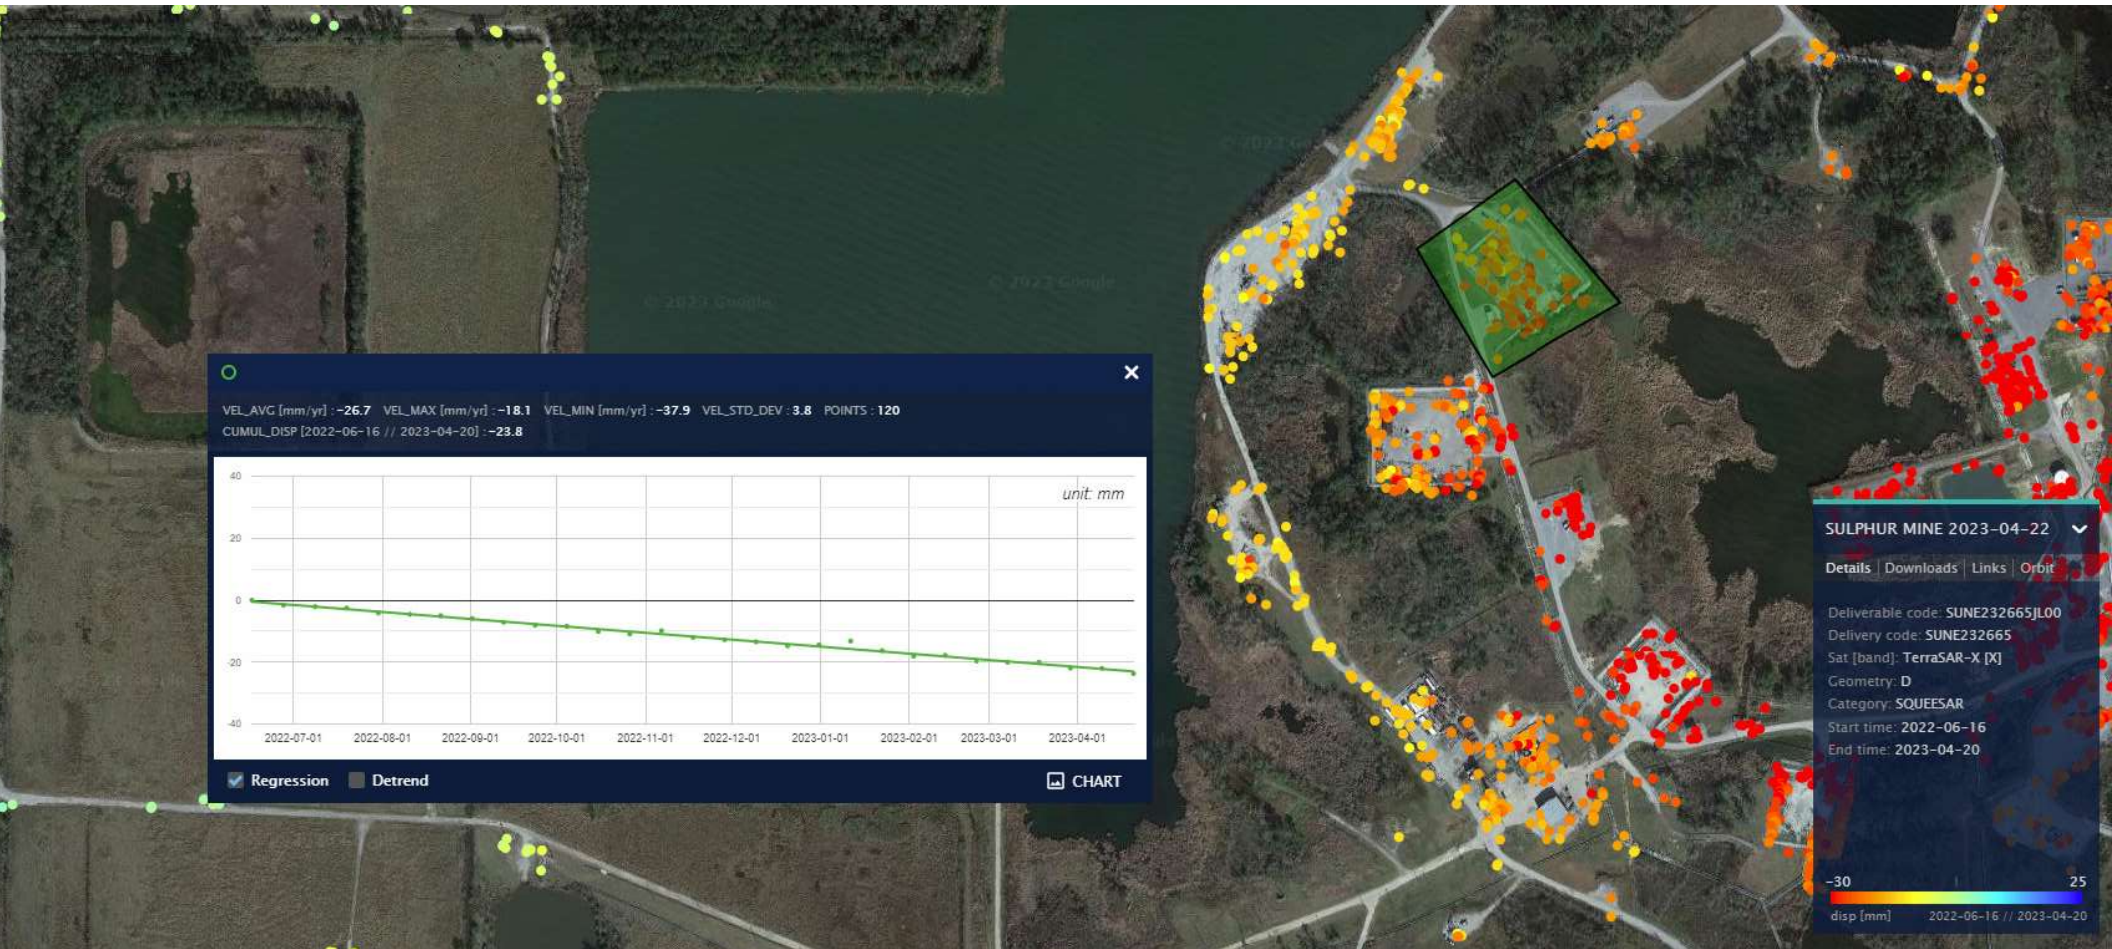 © 2023 Google
© 2023 Google
VEL_AVG [mm/yr] : -26.7 VEL_MAX [mm/yr] : -18.1 VEL_MIN [mm/yr] : -37.9 VEL_STD_DEV : 3.8 POINTS : 120
CUMUL_DISP [2022-06-16 // 2023-04-20] : -23.8
unit: mm
40
20
0
-20
-40
2022-07-01 2022-08-01 2022-09-01 2022-10-01 2022-11-01 2022-12-01 2023-01-01 2023-02-01 2023-03-01 2023-04-01
Regression Detrend CHART
SULPHUR MINE 2023-04-22
Details | Downloads | Links | Orbit
Deliverable code: SUNE232665JL00
Delivery code: SUNE232665
Sat [band]: TerraSAR-X [X]
Geometry: D
Category: SQUEESAR
Start time: 2022-06-16
End time: 2023-04-20
-30 25
disp [mm] 2022-06-16 // 2023-04-20